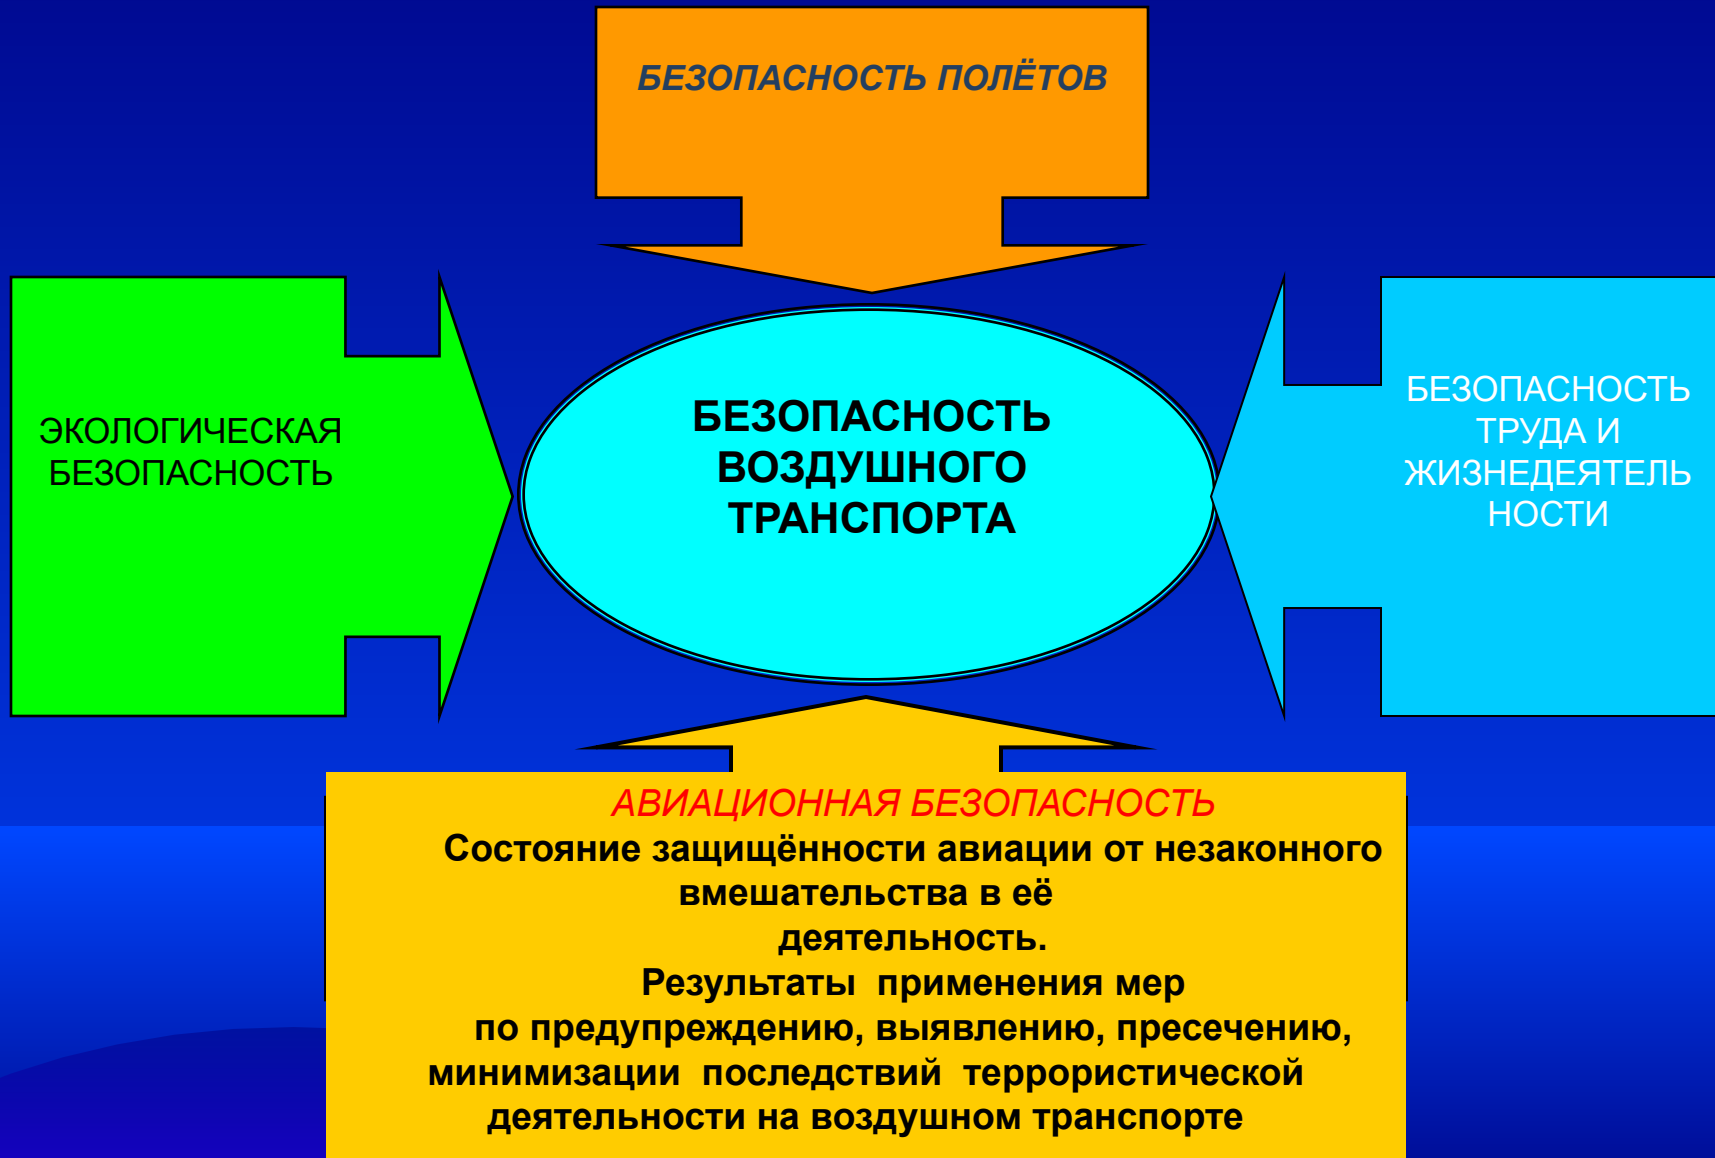 БЕЗОПАСНОСТЬ ПОЛЁТОВ
ЭКОЛОГИЧЕСКАЯ
БЕЗОПАСНОСТЬ
БЕЗОПАСНОСТЬ
ВОЗДУШНОГО
ТРАНСПОРТА
БЕЗОПАСНОСТЬ
ТРУДА И
ЖИЗНЕДЕЯТЕЛЬ
НОСТИ
АВИАЦИОННАЯ БЕЗОПАСНОСТЬ
Состояние защищённости авиации от незаконного
вмешательства в её
деятельность.
Результаты применения мер
по предупреждению, выявлению, пресечению,
минимизации последствий террористической
деятельности на воздушном транспорте